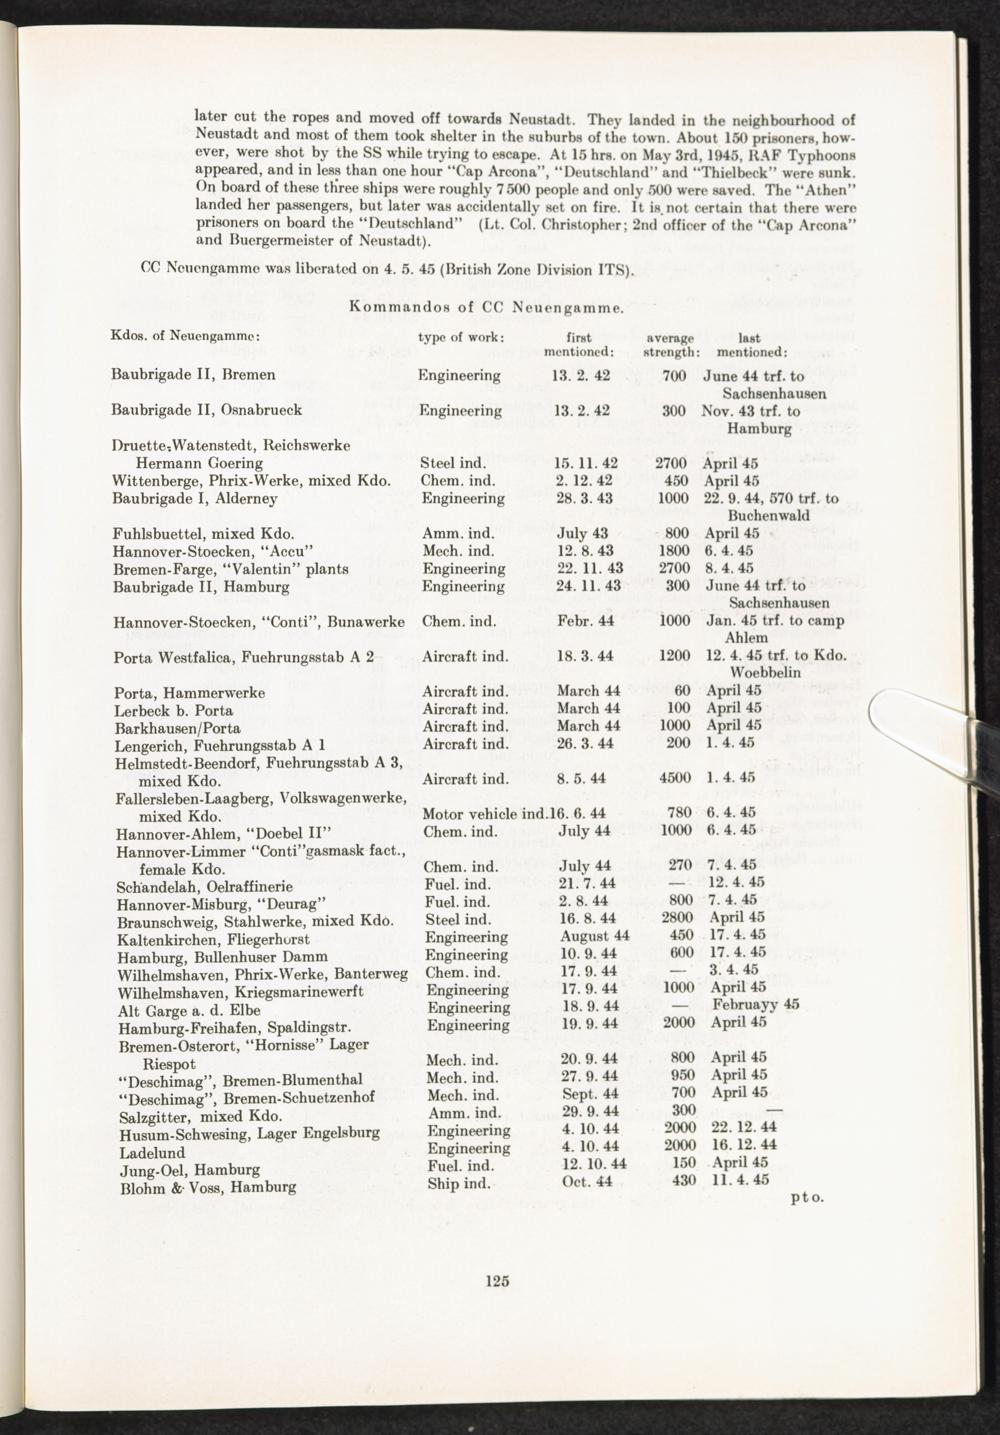 later cut the ropes and moved off towards Neustadt. They landed in the neighbourhood of
Neustadt and most of them took shelter in the suburbs of the town. About 150 prisoners, how-
ever, were shot by the SS while trying to escape. At 15 hrs. on May 3rd, 1945, RAF Typhoons
appeared, and in less than one hour “Cap Arcona”, “Deutschland” and “Thielbeck” were sunk.
On board of these three ships were roughly 7 500 people and only 500 were saved. The “Athen”
landed her passengers, but later was accidentally set on fire. It is not certain that there were
prisoners on board the “Deutschland” (Lt. Col. Christopher; 2nd officer of the “Cap Arcona”
and Buergermeister of Neustadt).
CC Neuengamme was liberated on 4. 5. 45 (British Zone Division ITS).
Kommandos of CC Neuengamme.
Kdos. of Neuengamme: type of work: first mentioned: average strength: last mentioned:
Baubrigade II, Bremen Engineering 13. 2. 42 700 June 44 trf. to
Sachsenhausen
Baubrigade II, Osnabrueck Engineering 13. 2. 42 300 Nov. 43 trf. to
Hamburg
Druette-Watenstedt, Reichswerke
Hermann Goering Steel ind. 15. 11. 42 2700 April 45
Wittenberge, Phrix-Werke, mixed Kdo. Chem. ind. 2. 12. 42 450 April 45
Baubrigade I, Alderney Engineering 28. 3. 43 1000 22. 9. 44, 570 trf. to
Buchenwald
Fuhlsbuettel, mixed Kdo. Amm. ind. July 43 800 April 45
Hannover-Stoecken, “Accu” Mech. ind. 12. 8. 43 1800 6. 4. 45
Bremen-Farge, “Valentin” plants Engineering 22. 11. 43 2700 8. 4. 45
Baubrigade II, Hamburg Engineering 24. 11. 43 300 June 44 trf. to
Sachsenhausen
Hannover-Stoecken, “Conti”, Bunawerke Chem. ind. Febr. 44 1000 Jan. 45 trf. to camp
Ahlem
Porta Westfalica, Fuehrungsstab A 2 Aircraft ind. 18. 3. 44 1200 12. 4. 45 trf. to Kdo.
Woebbelin
Porta, Hammerwerke Aircraft ind. March 44 60 April 45
Lerbeck b. Porta Aircraft ind. March 44 100 April 45
Barkhausen/Porta Aircraft ind. March 44 1000 April 45
Lengerich, Fuehrungsstab A 1 Aircraft ind. 26. 3. 44 200 1. 4. 45
Helmstedt-Beendorf, Fuehrungsstab A 3,
mixed Kdo. Aircraft ind. 8. 5. 44 4500 1. 4. 45
Fallersleben-Laagberg, Volkswagenwerke,
mixed Kdo. Motor vehicle ind. 16. 6. 44 780 6. 4. 45
Hannover-Ahlem, “Doebel II” Chem. ind. July 44 1000 6. 4. 45
Hannover-Limmer “Conti”gasmask fact.,
female Kdo. Chem. ind. July 44 270 7. 4. 45
Schandelah, Oelraffinerie Fuel. ind. 21. 7. 44 — 12. 4. 45
Hannover-Misburg, “Deurag” Fuel. ind. 2. 8. 44 800 7. 4. 45
Braunschweig, Stahlwerke, mixed Kdo. Steel ind. 16. 8. 44 2800 April 45
Kaltenkirchen, Fliegerhorst Engineering August 44 450 17. 4. 45
Hamburg, Bullenhuser Damm Engineering 10. 9. 44 600 17. 4. 45
Wilhelmshaven, Phrix-Werke, Banterweg Chem. ind. 17. 9. 44 — 3. 4. 45
Wilhelmshaven, Kriegsmarinewerft Engineering 17. 9. 44 1000 April 45
Alt Garge a. d. Elbe Engineering 18. 9. 44 — Februayy 45
Hamburg-Freihafen, Spaldingstr. Engineering 19. 9. 44 2000 April 45
Bremen-Osterort, “Hornisse” Lager
Riespot Mech. ind. 20. 9. 44 800 April 45
“Deschimag”, Bremen-Blumenthal Mech. ind. 27. 9. 44 950 April 45
“Deschimag”, Bremen-Schuetzenhof Mech. ind. Sept. 44 700 April 45
Salzgitter, mixed Kdo. Amm. ind. 29. 9. 44 300 —
Husum-Schwesing, Lager Engelsburg Engineering 4. 10. 44 2000 22. 12. 44
Ladelund Engineering 4. 10. 44 2000 16. 12. 44
Jung-Oel, Hamburg Fuel. ind. 12. 10. 44 150 April 45
Blohm & Voss, Hamburg Ship ind. Oct. 44 430 11. 4. 45
pto.
125